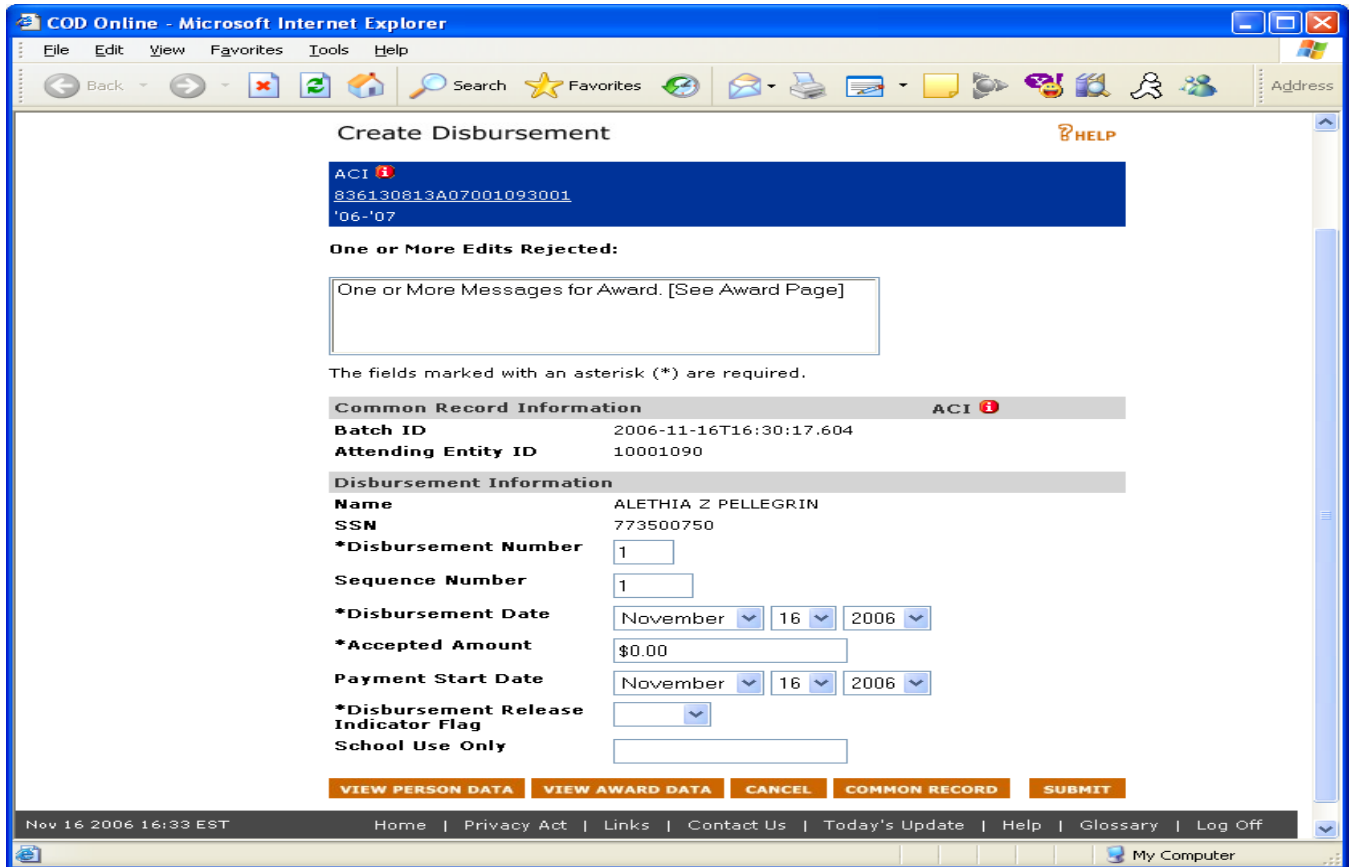 COD Online - Microsoft Internet Explorer
File Edit View Favorites Tools Help
Back Search Favorites Address
Create Disbursement
HELP
ACI
836130813A07001093001
'06-'07
One or More Edits Rejected:
One or More Messages for Award. [See Award Page]
The fields marked with an asterisk (*) are required.
Common Record Information ACI
Batch ID 2006-11-16T16:30:17.604
Attending Entity ID 10001090
Disbursement Information
Name ALETHIA Z PELLEGRIN
SSN 773500750
*Disbursement Number 1
Sequence Number 1
*Disbursement Date November 16 2006
*Accepted Amount $0.00
Payment Start Date November 16 2006
*Disbursement Release
Indicator Flag
School Use Only
VIEW PERSON DATA VIEW AWARD DATA CANCEL COMMON RECORD SUBMIT
Nov 16 2006 16:33 EST Home | Privacy Act | Links | Contact Us | Today's Update | Help | Glossary | Log Off
My Computer